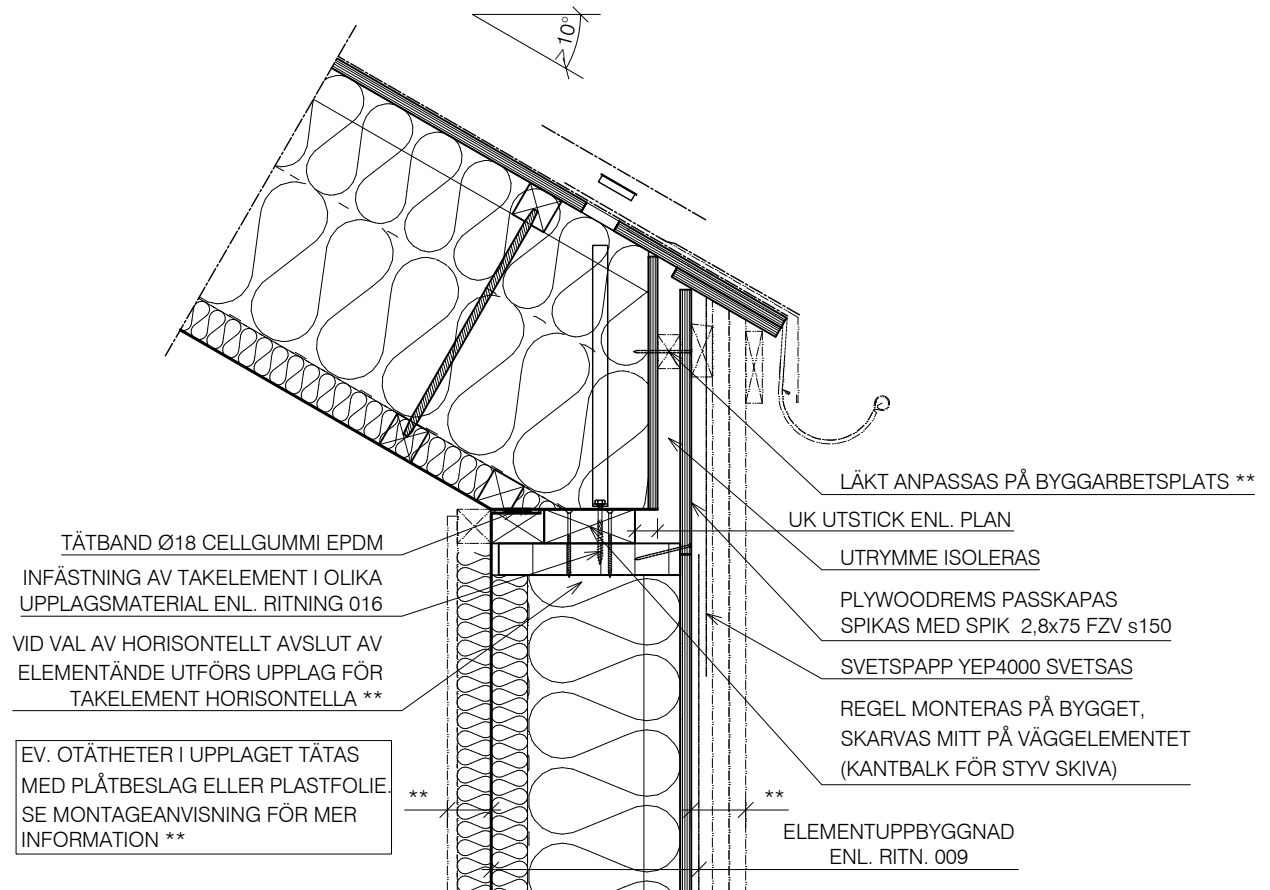 >10°
TÄTBAND Ø18 CELLGUMMI EPDM
INFÄSTNING AV TAKELEMENT I OLIKA
UPPLAGSMATERIAL ENL. RITNING 016
VID VAL AV HORISONTELLT AVSLUT AV
ELEMENTÄNDE UTFÖRS UPPLAG FÖR
TAKELEMENT HORISONTELLA **
EV. OTÄTHETER I UPPLAGET TÄTAS
MED PLÅTBESLAG ELLER PLASTFOLIE.
SE MONTAGEANVISNING FÖR MER
INFORMATION **
**
**
LÄKT ANPASSAS PÅ BYGGARBETSPLATS **
UK UTSTICK ENL. PLAN
UTRYMME ISOLERAS
PLYWOODREMS PASSKAPAS
SPIKAS MED SPIK 2,8x75 FZV s150
SVETSPAPP YEP4000 SVETSAS
REGEL MONTERAS PÅ BYGGET,
SKARVAS MITT PÅ VÄGGELEMENTET
(KANTBALK FÖR STYV SKIVA)
ELEMENTUPPBYGGNAD
ENL. RITN. 009